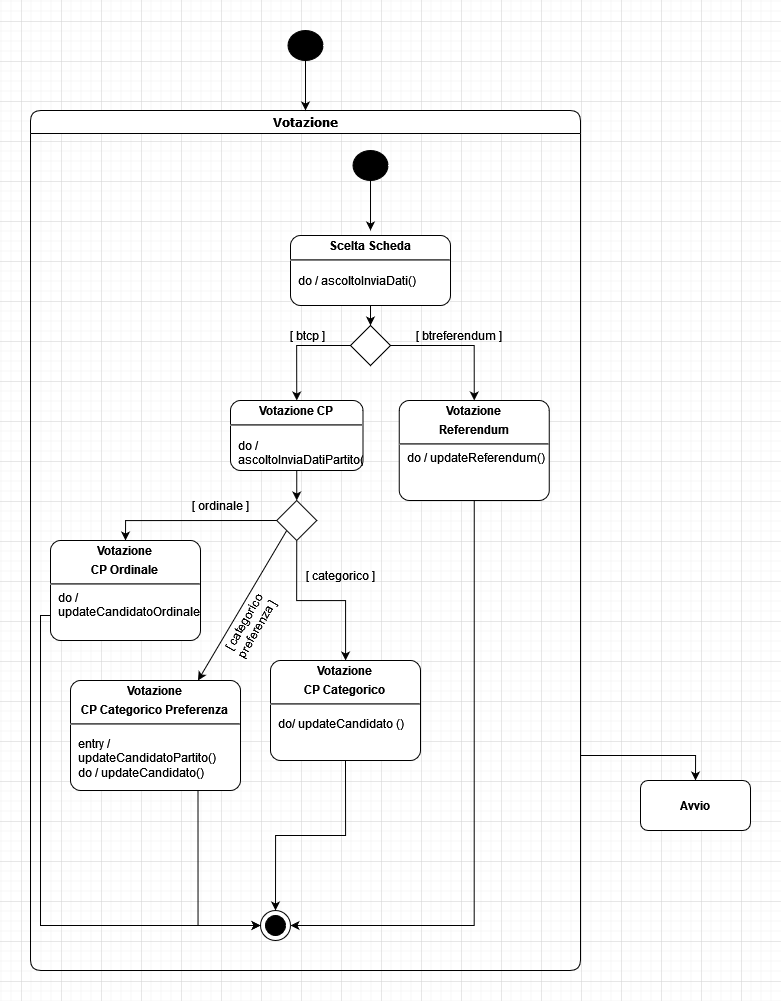 Votazione
Scelta Scheda
do / ascoltoInviaDati()
[ btcp ]
[ btreferendum ]
Votazione CP
do /
ascoltoInviaDatiPartito(
Votazione
Referendum
do / updateReferendum()
[ ordinale ]
Votazione
CP Ordinale
do /
updateCandidatoOrdinale
[ categorico
preferenza ]
[ categorico ]
Votazione
CP Categorico Preferenza
entry /
updateCandidatoPartito()
do / updateCandidato()
Votazione
CP Categorico
do/ updateCandidato ()
Avvio